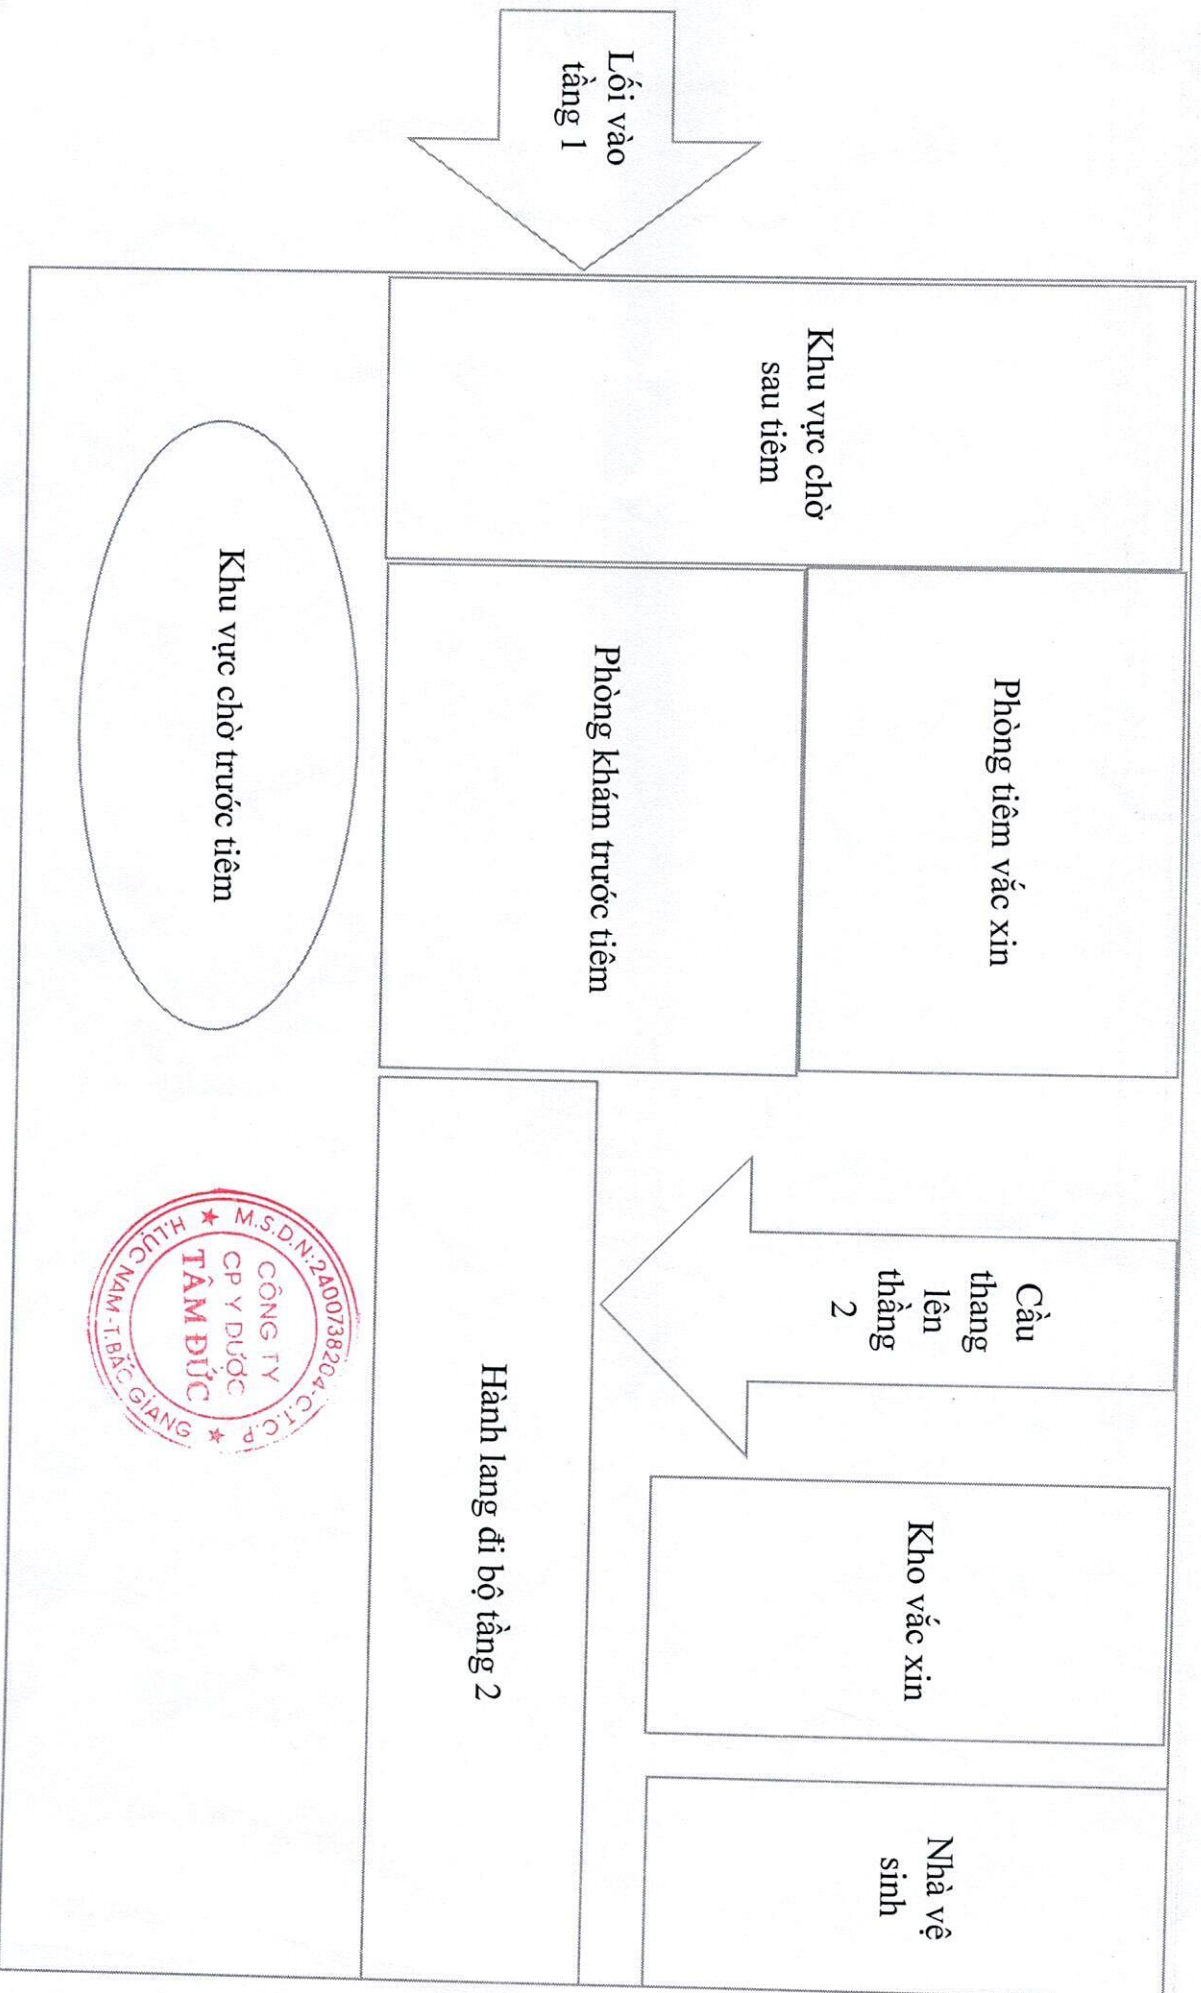 Lối vào
tầng 1
Khu vực chờ
sau tiêm
Phòng tiêm vắc xin
Phòng khám trước tiêm
Khu vực chờ trước tiêm
Cầu
thang
lên
thầng
2
Kho vắc xin
Nhà vệ
sinh
Hành lang đi bộ tầng 2
M.S.D.N:2400738204-C.T.C.P
CÔNG TY
CP Y DƯỢC
TÂM ĐỨC
H.LỤC NAM-T.BẮC GIANG